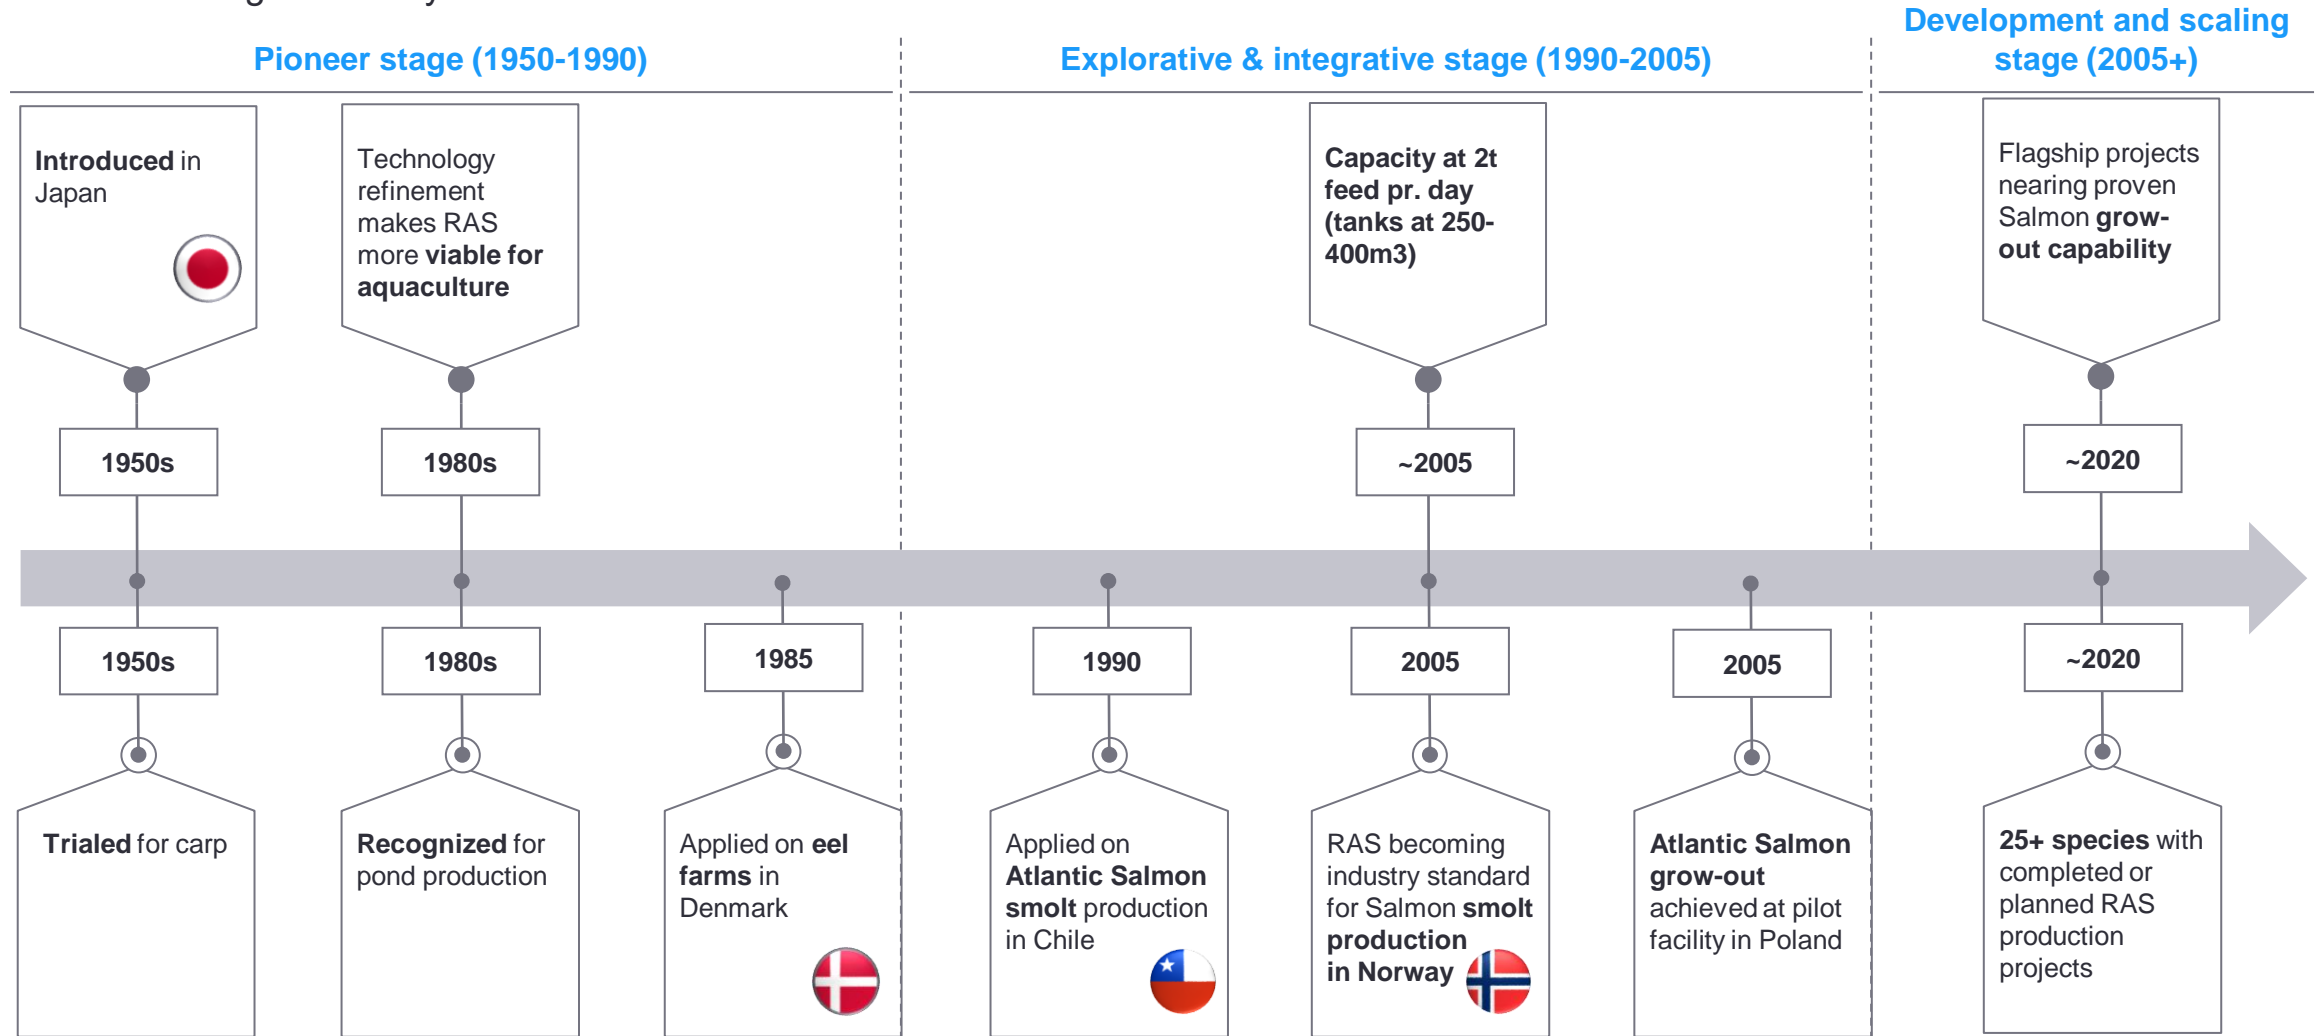 Pioneer stage (1950-1990)
Explorative & integrative stage (1990-2005)
Development and scaling
stage (2005+)
Introduced in
Japan
Technology
refinement
makes RAS
more viable for
aquaculture
Capacity at 2t
feed pr. day
(tanks at 250-
400m3)
Flagship projects
nearing proven
Salmon grow-
out capability
1950s
1980s
~2005
~2020
1950s
1980s
1985
1990
2005
2005
~2020
Trialed for carp
Recognized for
pond production
Applied on eel
farms in
Denmark
Applied on
Atlantic Salmon
smolt production
in Chile
RAS becoming
industry standard
for Salmon smolt
production
in Norway
Atlantic Salmon
grow-out
achieved at pilot
facility in Poland
25+ species with
completed or
planned RAS
production
projects